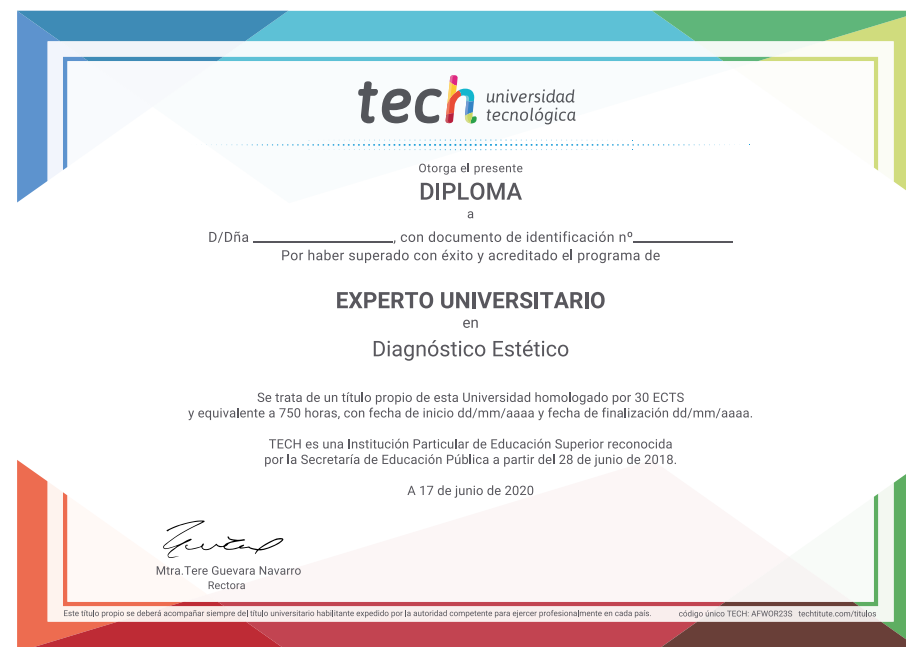 tech universidad
tecnológica
Otorga el presente
DIPLOMA
a
D/Dña ____________________, con documento de identificación nº______________
Por haber superado con éxito y acreditado el programa de
EXPERTO UNIVERSITARIO
en
Diagnóstico Estético
Se trata de un título propio de esta Universidad homologado por 30 ECTS
y equivalente a 750 horas, con fecha de inicio dd/mm/aaaa y fecha de finalización dd/mm/aaaa.
TECH es una Institución Particular de Educación Superior reconocida
por la Secretaría de Educación Pública a partir del 28 de junio de 2018.
A 17 de junio de 2020
Mtra.Tere Guevara Navarro
Rectora
Este título propio se deberá acompañar siempre del título universitario habilitante expedido por la autoridad competente para ejercer profesionalmente en cada país. código único TECH: AFWOR23S techtitute.com/titulos